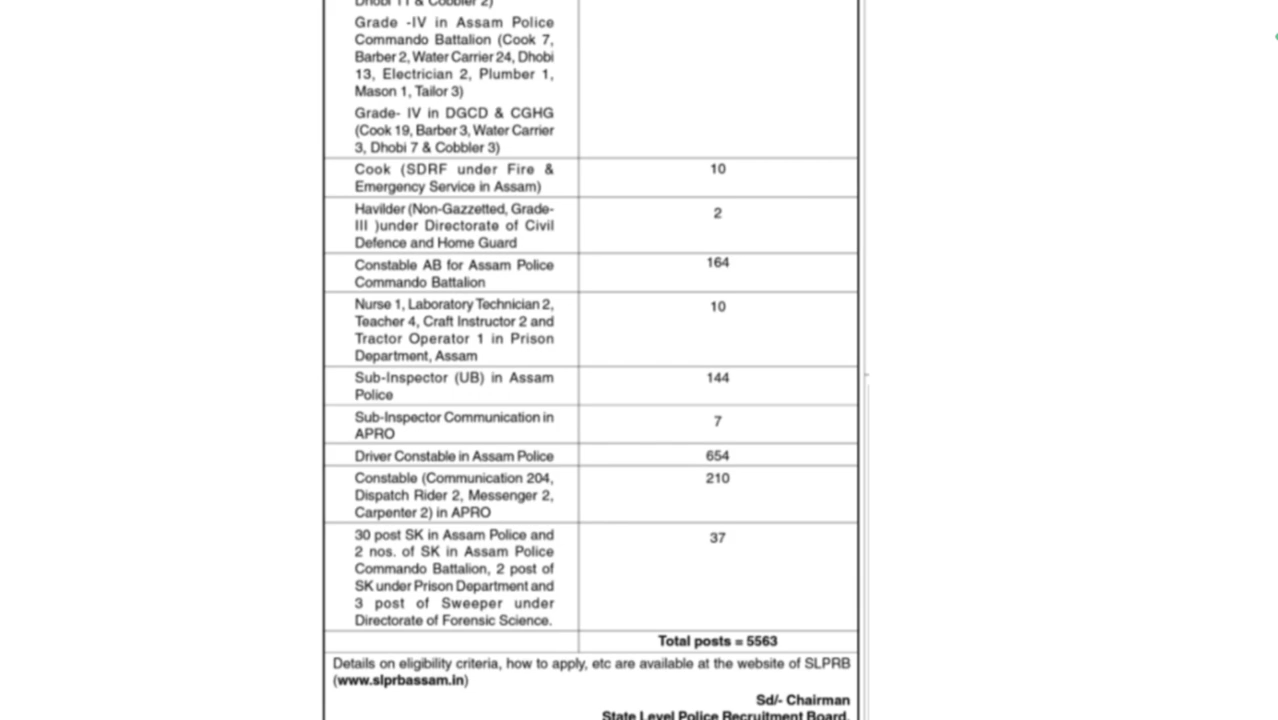 Dhobi 11 & Cobbler 2)
Grade -IV in Assam Police
Commando Battalion (Cook 7,
Barber 2, Water Carrier 24, Dhobi
13, Electrician 2, Plumber 1,
Mason 1, Tailor 3)
Grade- IV in DGCD & CGHG
(Cook 19, Barber 3, Water Carrier
3, Dhobi 7 & Cobbler 3)
Cook (SDRF under Fire &
Emergency Service in Assam)
10
Havilder (Non-Gazzetted, Grade-
III )under Directorate of Civil
Defence and Home Guard
2
Constable AB for Assam Police
Commando Battalion
164
Nurse 1, Laboratory Technician 2,
Teacher 4, Craft Instructor 2 and
Tractor Operator 1 in Prison
Department, Assam
10
Sub-Inspector (UB) in Assam
Police
144
Sub-Inspector Communication in
APRO
7
Driver Constable in Assam Police
654
Constable (Communication 204,
Dispatch Rider 2, Messenger 2,
Carpenter 2) in APRO
210
30 post SK in Assam Police and
2 nos. of SK in Assam Police
Commando Battalion, 2 post of
SK under Prison Department and
3 post of Sweeper under
Directorate of Forensic Science.
37
Total posts = 5563
Details on eligibility criteria, how to apply, etc are available at the website of SLPRB
(www.slprbassam.in)
Sd/- Chairman
State Level Police Recruitment Board,